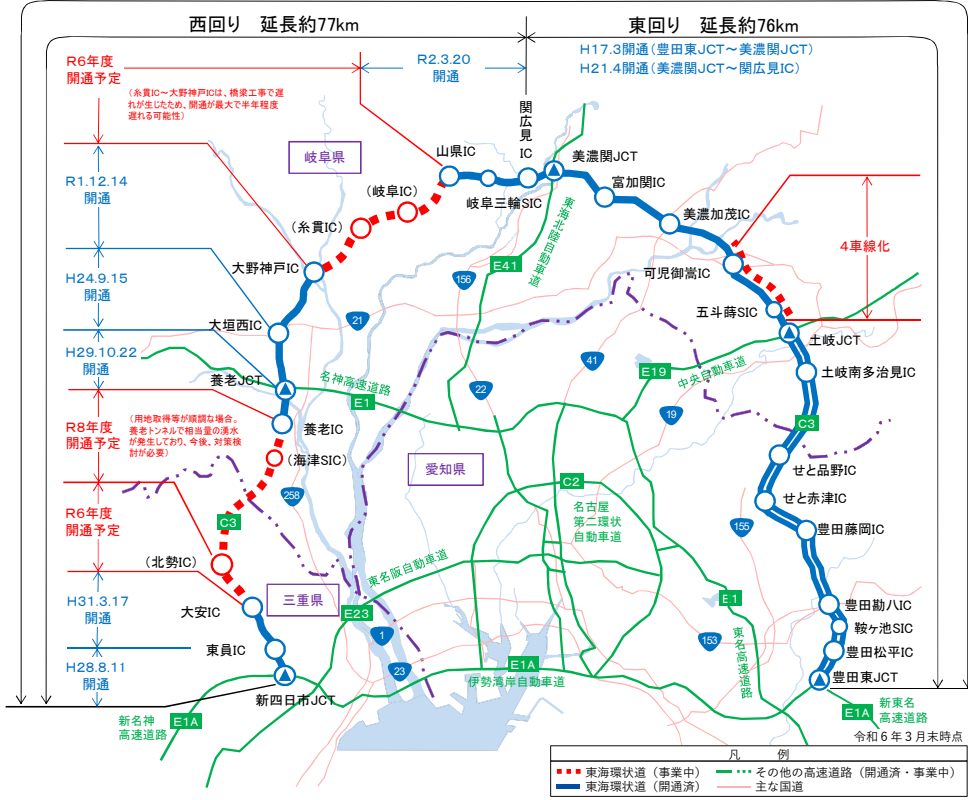 西回り　延長約77km
東回り　延長約76km
H17.3開通(豊田東JCT～美濃関JCT)
H21.4開通(美濃関JCT～関広見IC)
R6年度
開通予定
R2.3.20
開通
(糸貫IC～大野神戸ICは、橋梁工事で遅
れが生じたため、開通が最大で半年程度
遅れる可能性)
関広見IC
岐阜県
山県IC
美濃関JCT
岐阜三輪SIC
富加関IC
(岐阜IC)
(糸貫IC)
美濃加茂IC
東海北陸自動車道
R1.12.14
開通
4車線化
大野神戸IC
E41
可児御嵩IC
156
H24.9.15
開通
五斗蒔SIC
大垣西IC
21
土岐JCT
H29.10.22
開通
41
土岐南多治見IC
E19
中央自動車道
養老JCT
名神高速道路
22
E1
19
R8年度
開通予定
(用地取得等が順調な場合。
養老トンネルで相当量の湧水
が発生しており、今後、対策検
討が必要)
養老IC
C3
(海津SIC)
愛知県
せと品野IC
C2
258
せと赤津IC
名古屋
第二環状
自動車道
R6年度
開通予定
C3
155
豊田藤岡IC
(北勢IC)
東名阪自動車道
三重県
E1
H31.3.17
開通
大安IC
E23
豊田勘八IC
鞍ヶ池SIC
1
153
東名高速道路
東員IC
豊田松平IC
H28.8.11
開通
23
E1A
伊勢湾岸自動車道
豊田東JCT
新四日市JCT
新名神
高速道路
E1A
E1A
新東名
高速道路
令和6年3月末時点
凡　例
東海環状道（事業中）
その他の高速道路（開通済・事業中）
東海環状道（開通済）
主な国道